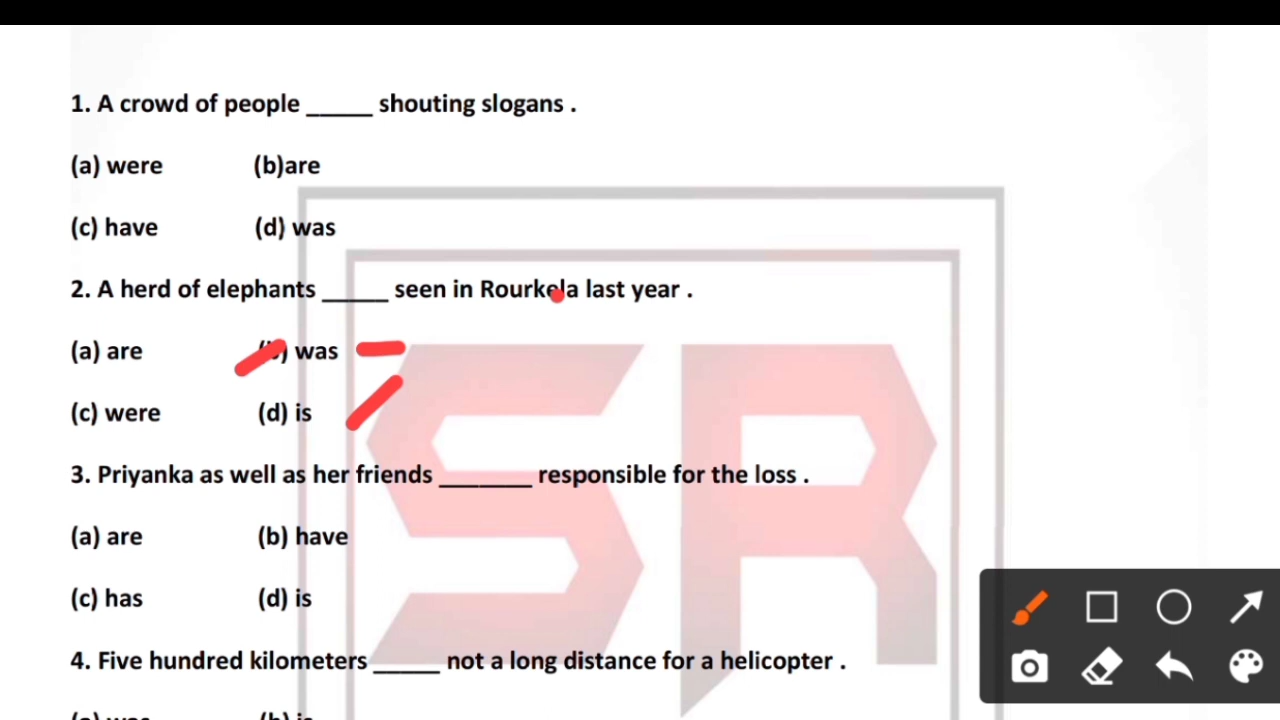 1. A crowd of people _____ shouting slogans .
(a) were (b)are
(c) have (d) was
2. A herd of elephants _____ seen in Rourkela last year .
(a) are (b) was
(c) were (d) is
3. Priyanka as well as her friends _______ responsible for the loss .
(a) are (b) have
(c) has (d) is
4. Five hundred kilometers _____ not a long distance for a helicopter .
(a) was (b) is
SR